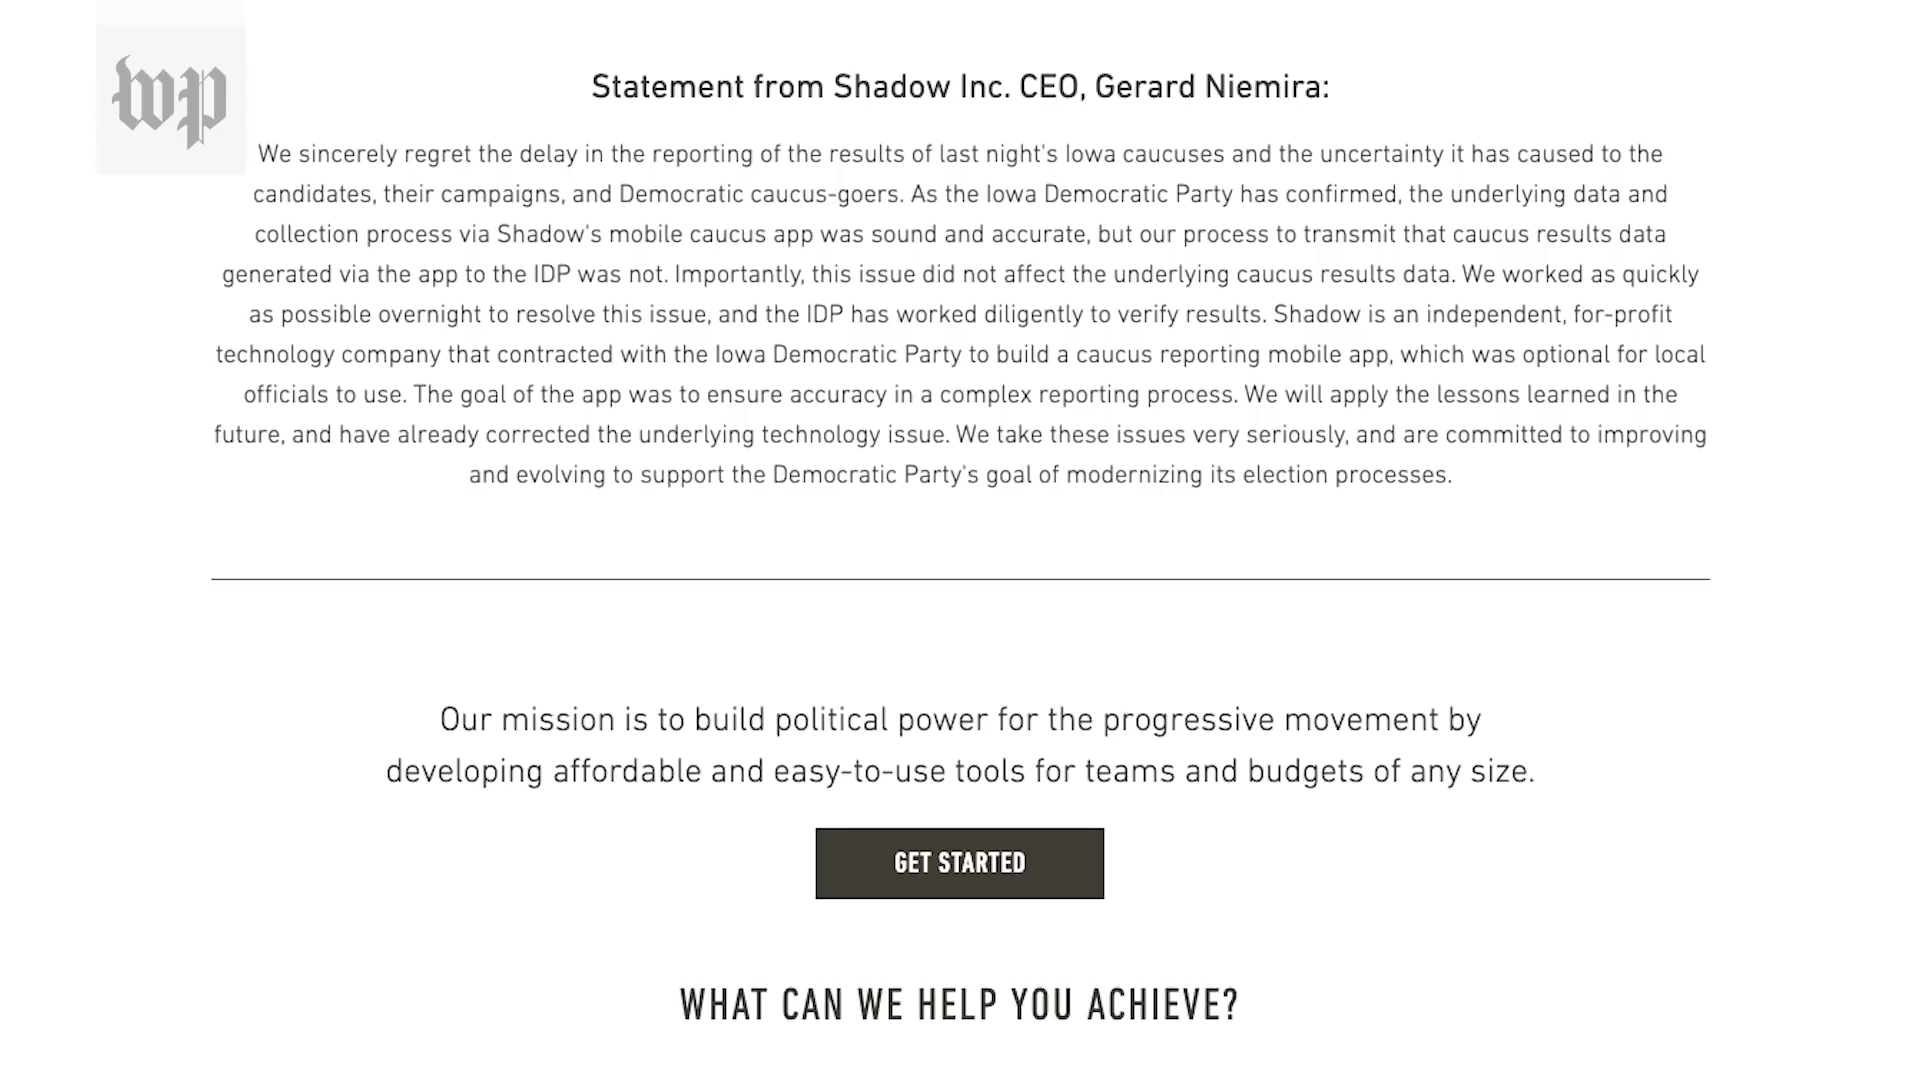 wp
Statement from Shadow Inc. CEO, Gerard Niemira:
We sincerely regret the delay in the reporting of the results of last night's Iowa caucuses and the uncertainty it has caused to the
candidates, their campaigns, and Democratic caucus-goers. As the Iowa Democratic Party has confirmed, the underlying data and
collection process via Shadow's mobile caucus app was sound and accurate, but our process to transmit that caucus results data
generated via the app to the IDP was not. Importantly, this issue did not affect the underlying caucus results data. We worked as quickly
as possible overnight to resolve this issue, and the IDP has worked diligently to verify results. Shadow is an independent, for-profit
technology company that contracted with the Iowa Democratic Party to build a caucus reporting mobile app, which was optional for local
officials to use. The goal of the app was to ensure accuracy in a complex reporting process. We will apply the lessons learned in the
future, and have already corrected the underlying technology issue. We take these issues very seriously, and are committed to improving
and evolving to support the Democratic Party's goal of modernizing its election processes.
Our mission is to build political power for the progressive movement by
developing affordable and easy-to-use tools for teams and budgets of any size.
GET STARTED
WHAT CAN WE HELP YOU ACHIEVE?